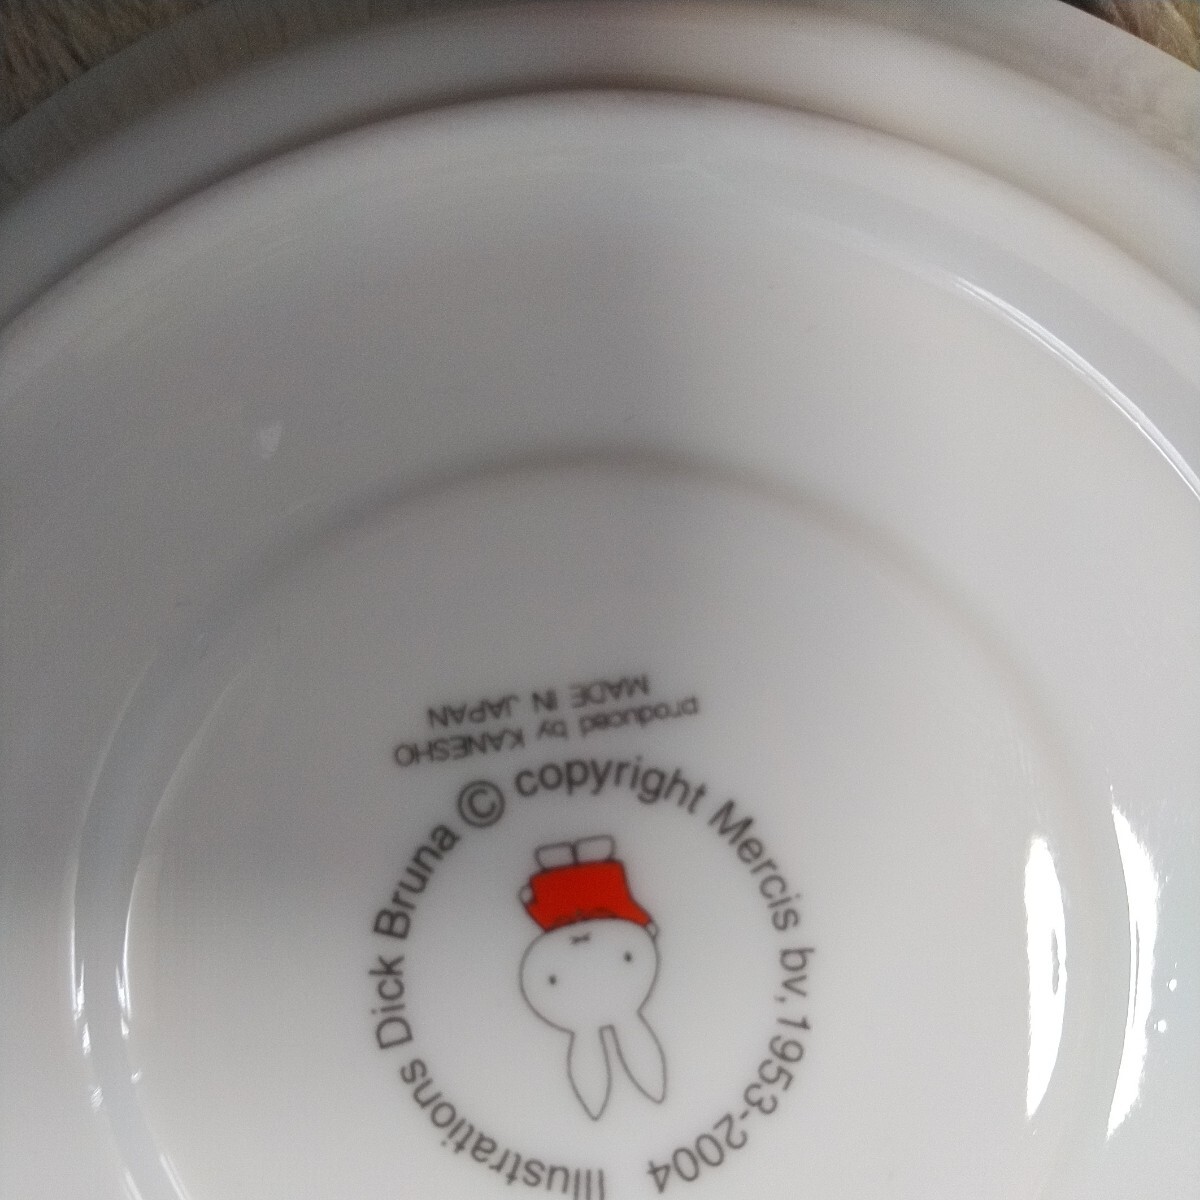 Illustrations Dick Bruna © copyright Mercis bv, 1953-2004
produced by KANESHO
MADE IN JAPAN